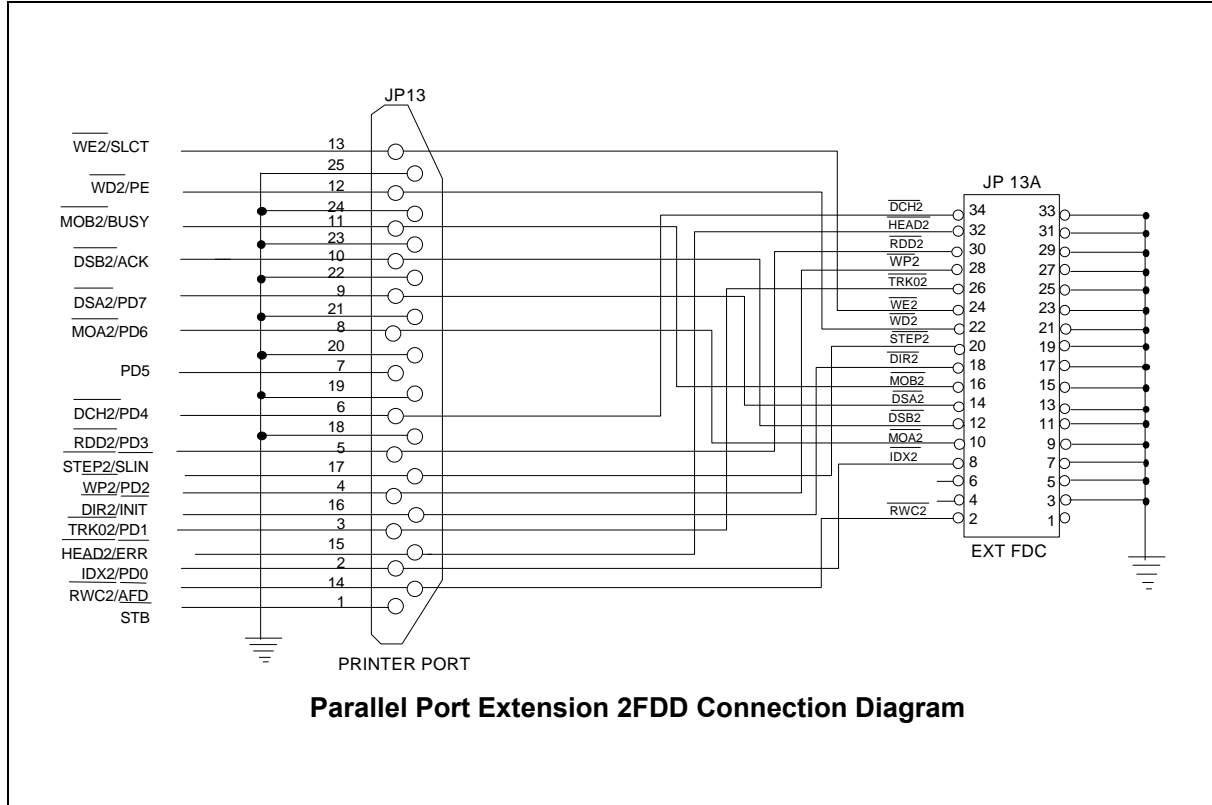 JP13
WE2/SLCT
WD2/PE
MOB2/BUSY
DSB2/ACK
DSA2/PD7
MOA2/PD6
PD5
DCH2/PD4
RDD2/PD3
STEP2/SLIN
WP2/PD2
DIR2/INIT
TRK02/PD1
HEAD2/ERR
IDX2/PD0
RWC2/AFD
STB
13
25
12
24
11
23
10
22
9
21
8
20
7
19
6
18
5
17
4
16
3
15
2
14
1
PRINTER PORT
JP 13A
DCH2
HEAD2
RDD2
WP2
TRK02
WE2
WD2
STEP2
DIR2
MOB2
DSA2
DSB2
MOA2
IDX2
RWC2
34 33
32 31
30 29
28 27
26 25
24 23
22 21
20 19
18 17
16 15
14 13
12 11
10 9
8 7
6 5
4 3
2 1
EXT FDC
Parallel Port Extension 2FDD Connection Diagram